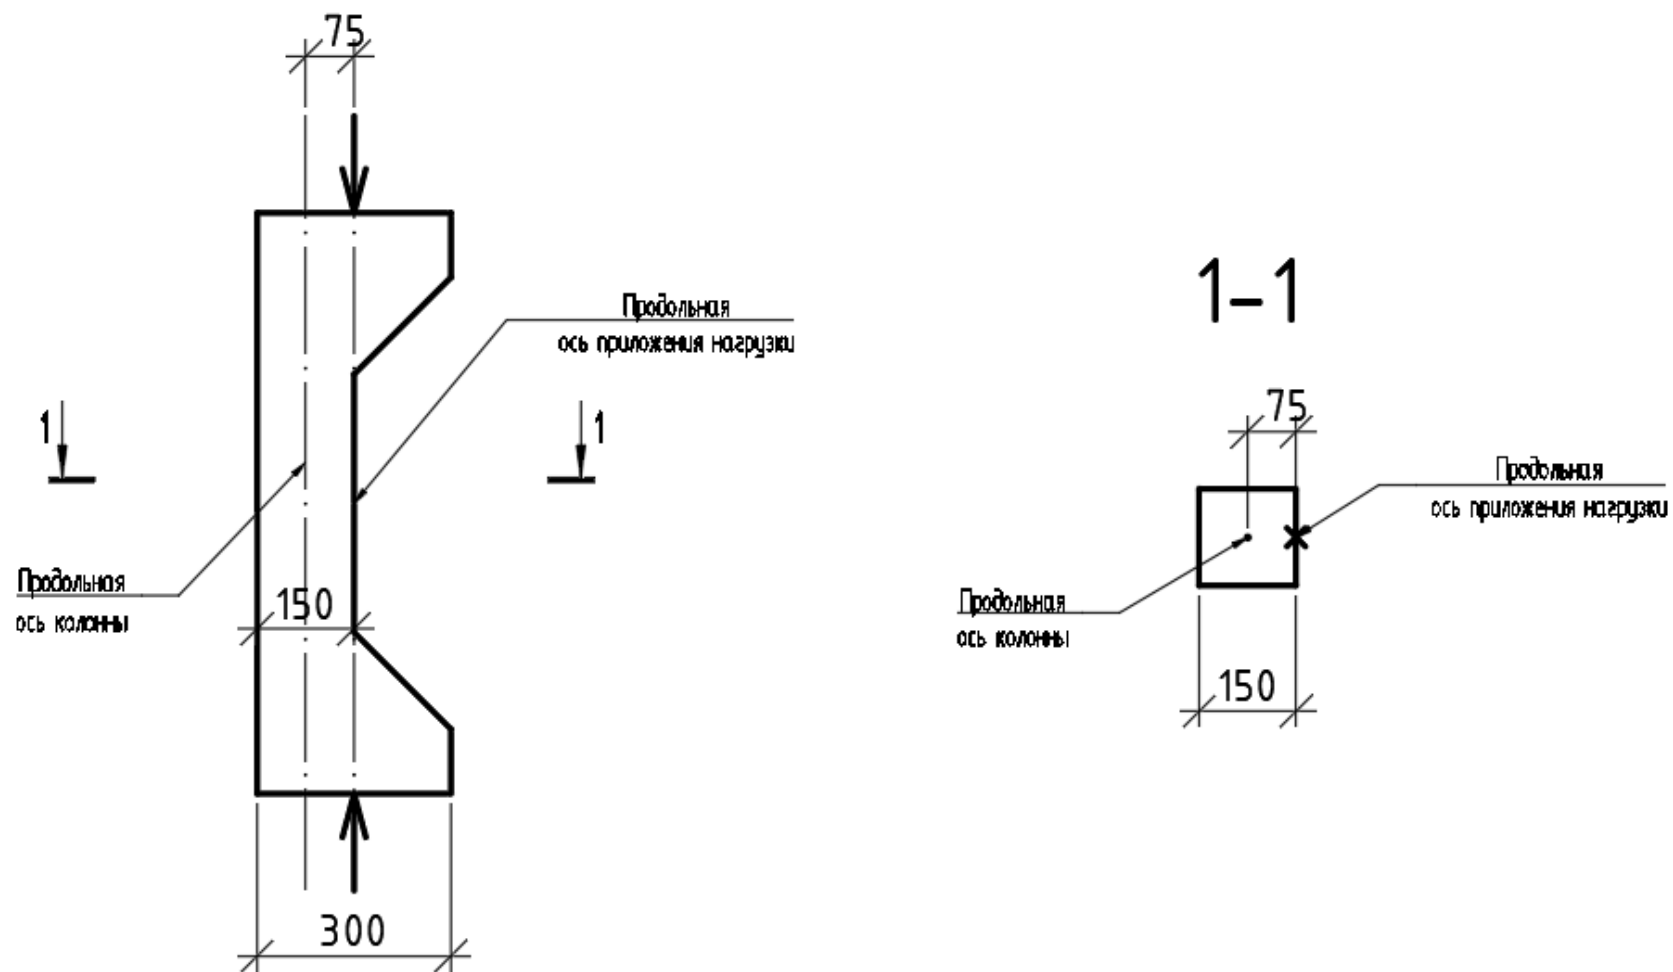 75
Продольная
ось приложения нагрузки
1
1
Продольная
ось колонны
150
300
1-1
75
Продольная
ось приложения нагрузки
Продольная
ось колонны
150